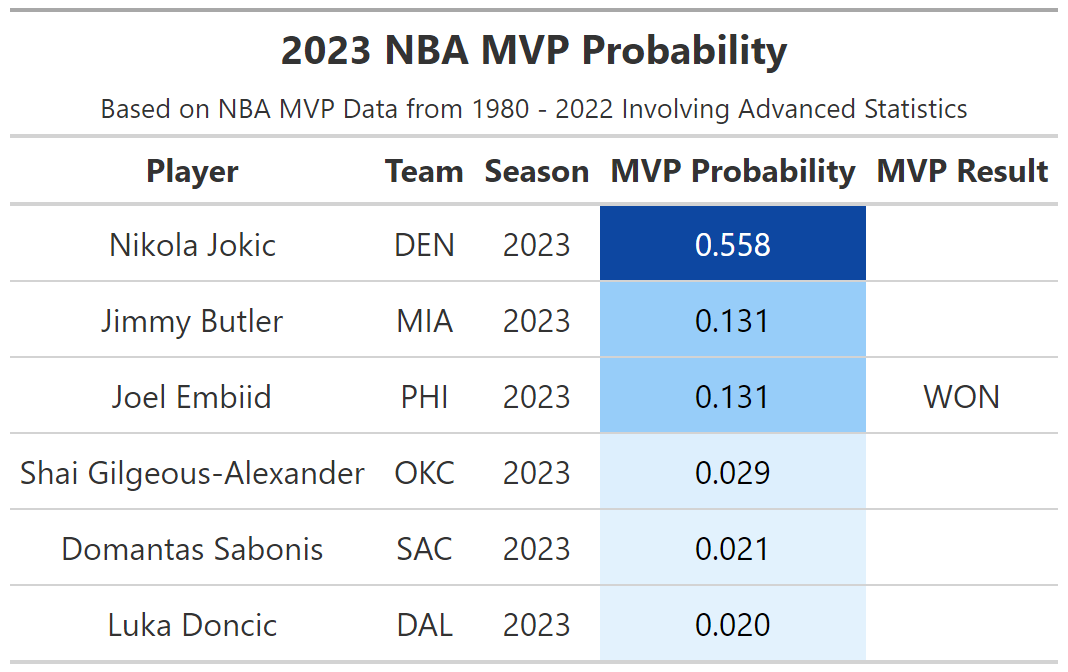 2023 NBA MVP Probability
Based on NBA MVP Data from 1980 - 2022 Involving Advanced Statistics
Player Team Season MVP Probability MVP Result
Nikola Jokic DEN 2023 0.558
Jimmy Butler MIA 2023 0.131
Joel Embiid PHI 2023 0.131 WON
Shai Gilgeous-Alexander OKC 2023 0.029
Domantas Sabonis SAC 2023 0.021
Luka Doncic DAL 2023 0.020